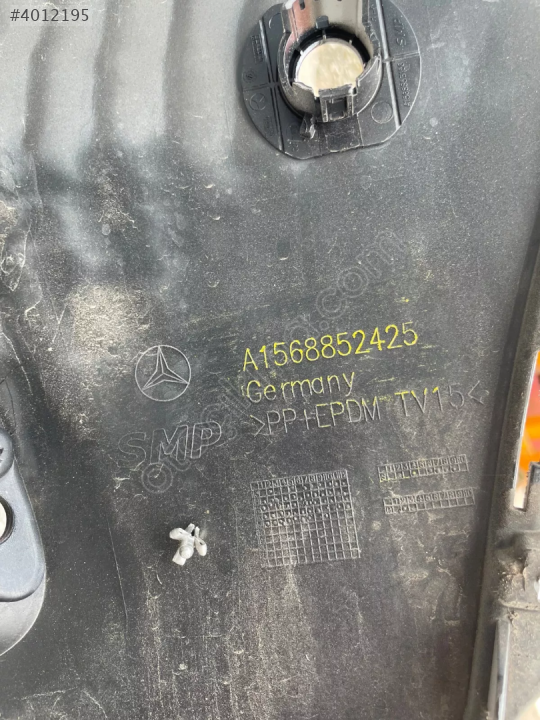 #4012195
A1568852425
Germany
SMP
>PP+EPDM TV15<